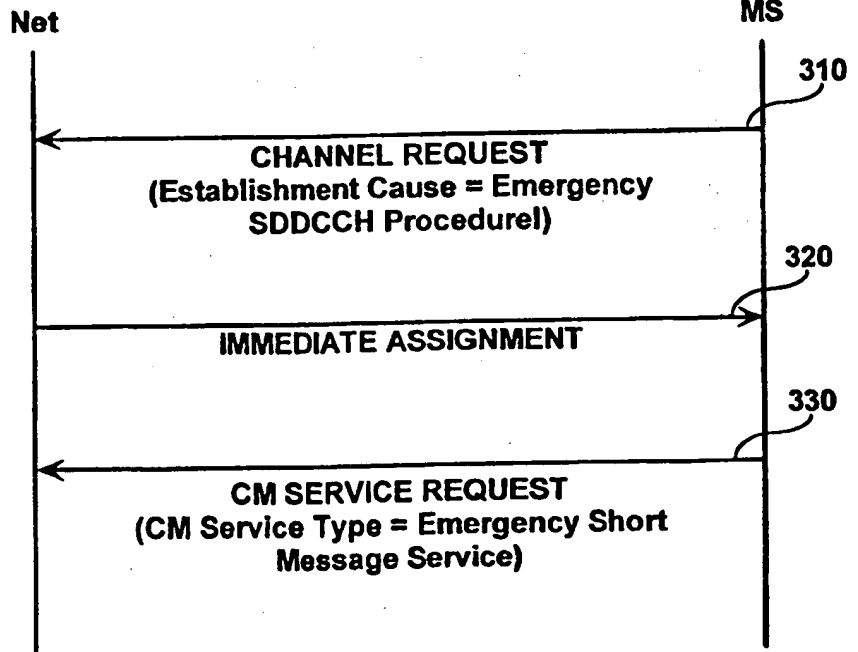 Net
MS
310
CHANNEL REQUEST
(Establishment Cause = Emergency
SDDCCH Procedurel)
320
IMMEDIATE ASSIGNMENT
330
CM SERVICE REQUEST
(CM Service Type = Emergency Short
Message Service)